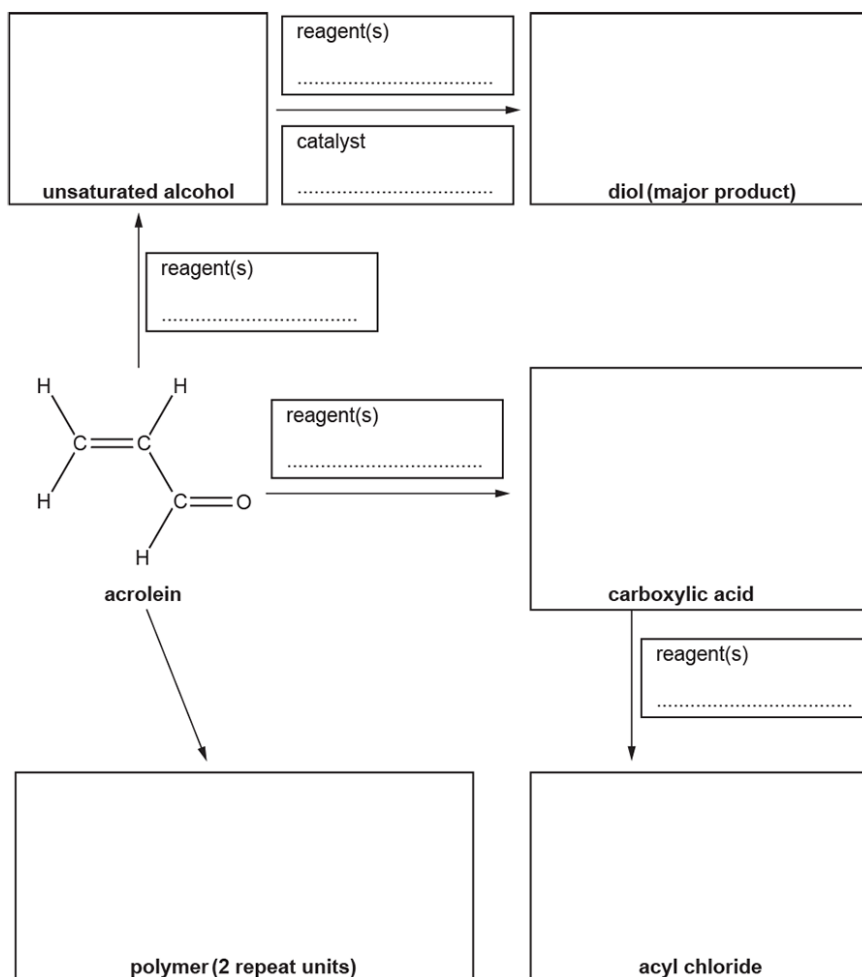 reagent(s)
..................................
catalyst
..................................
unsaturated alcohol
diol (major product)
reagent(s)
..................................
H
H
C
C
H
C
O
H
acrolein
reagent(s)
..................................
carboxylic acid
reagent(s)
..................................
polymer (2 repeat units)
acyl chloride